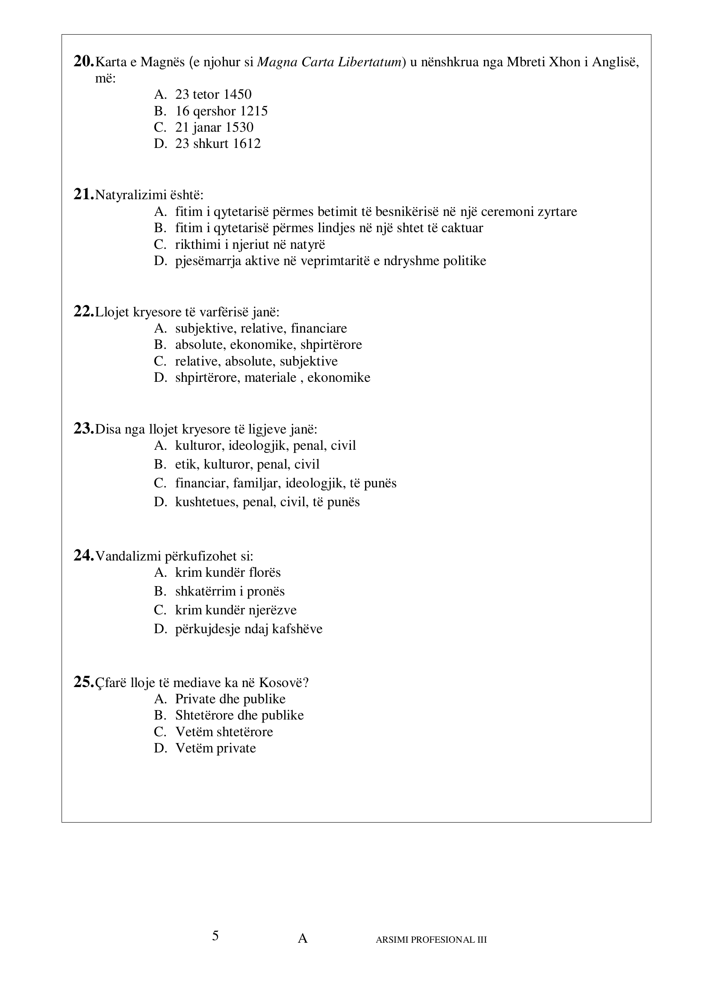 20.Karta e Magnës (e njohur si Magna Carta Libertatum) u nënshkrua nga Mbreti Xhon i Anglisë,
më:
A. 23 tetor 1450
B. 16 qershor 1215
C. 21 janar 1530
D. 23 shkurt 1612
21.Natyralizimi është:
A. fitim i qytetarisë përmes betimit të besnikërisë në një ceremoni zyrtare
B. fitim i qytetarisë përmes lindjes në një shtet të caktuar
C. rikthimi i njeriut në natyrë
D. pjesëmarrja aktive në veprimtaritë e ndryshme politike
22.Llojet kryesore të varfërisë janë:
A. subjektive, relative, financiare
B. absolute, ekonomike, shpirtërore
C. relative, absolute, subjektive
D. shpirtërore, materiale , ekonomike
23.Disa nga llojet kryesore të ligjeve janë:
A. kulturor, ideologjik, penal, civil
B. etik, kulturor, penal, civil
C. financiar, familjar, ideologjik, të punës
D. kushtetues, penal, civil, të punës
24.Vandalizmi përkufizohet si:
A. krim kundër florës
B. shkatërrim i pronës
C. krim kundër njerëzve
D. përkujdesje ndaj kafshëve
25.Çfarë lloje të mediave ka në Kosovë?
A. Private dhe publike
B. Shtetërore dhe publike
C. Vetëm shtetërore
D. Vetëm private
5 A ARSIMI PROFESIONAL III